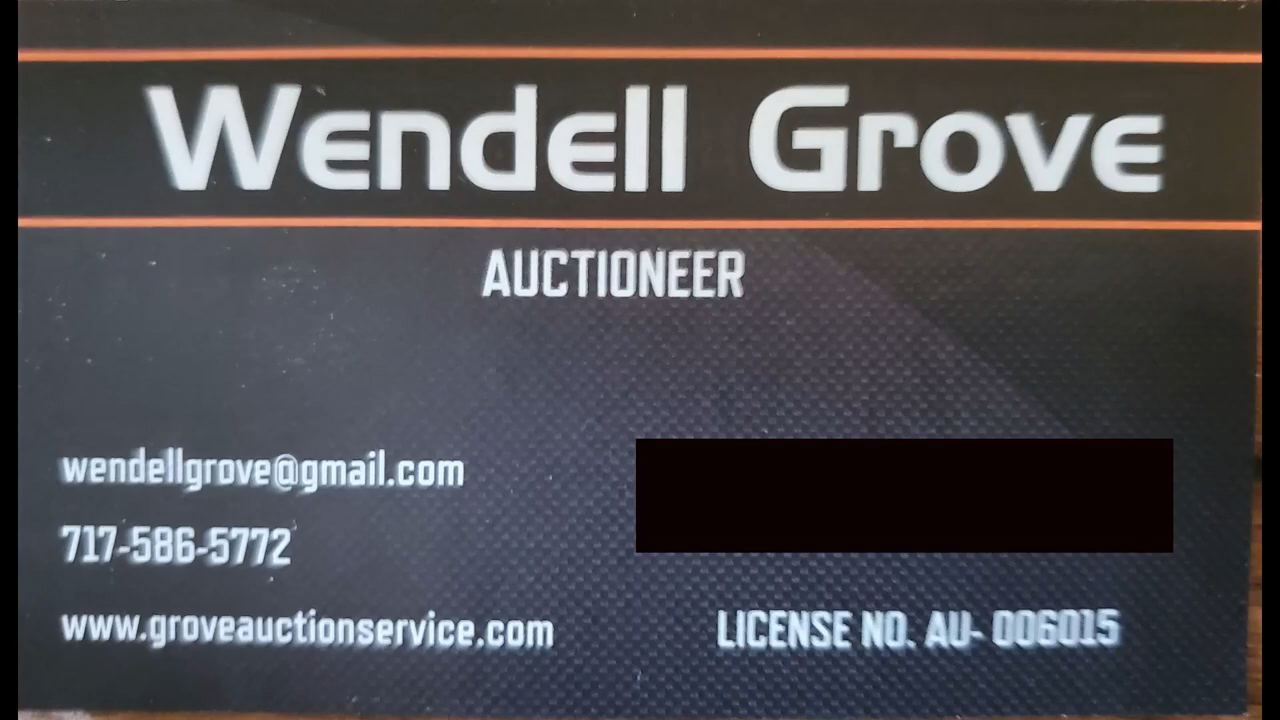 Wendell Grove
AUCTIONEER
wendellgrove@gmail.com
717-586-5772
www.groveauctionservice.com
LICENSE NO. AU- 006015